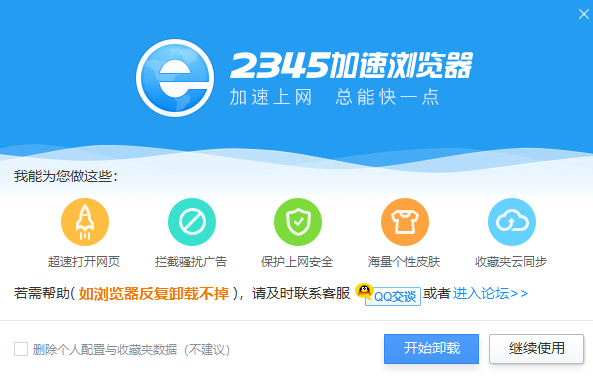 2345加速浏览器
加速上网 总能快一点
我能为您做这些：
超速打开网页 拦截骚扰广告 保护上网安全 海量个性皮肤 收藏夹云同步
若需帮助( 如浏览器反复卸载不掉 )，请及时联系客服 QQ交谈 或者 进入论坛>>
删除个人配置与收藏夹数据（不建议） 开始卸载 继续使用